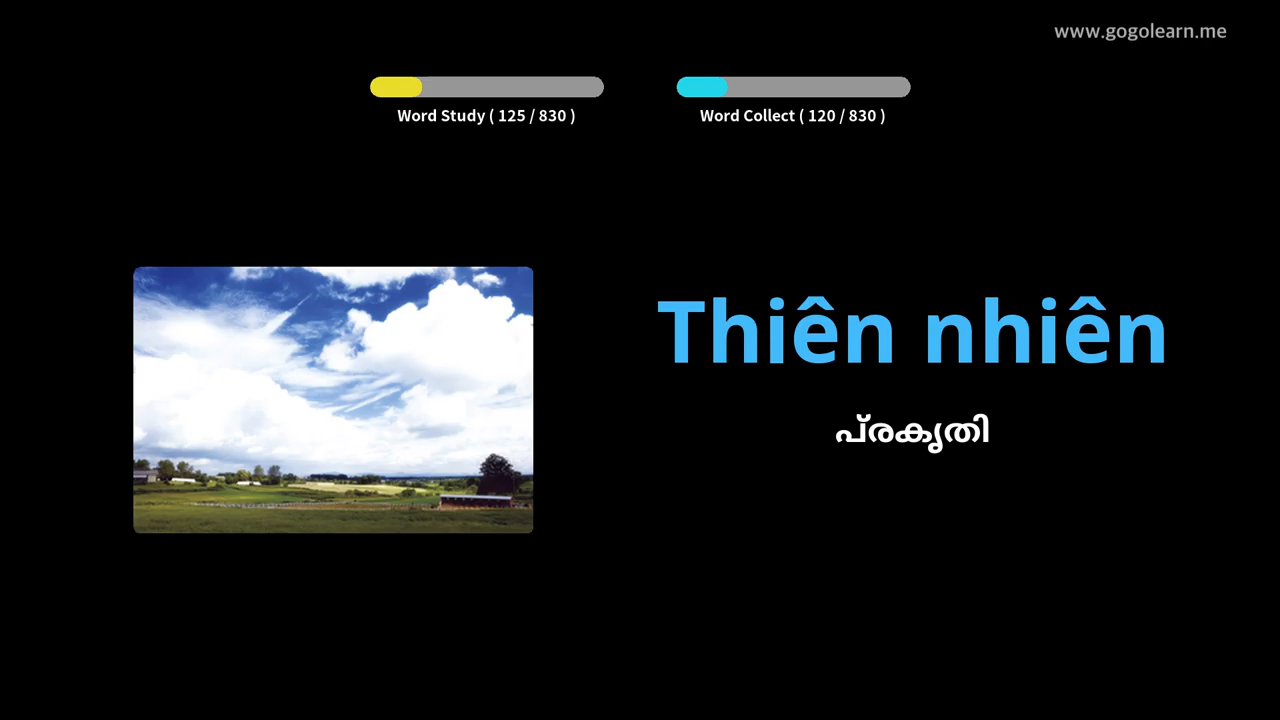 www.gogolearn.me
Word Study ( 125 / 830 )
Word Collect ( 120 / 830 )
Thiên nhiên
പ്രകൃതി